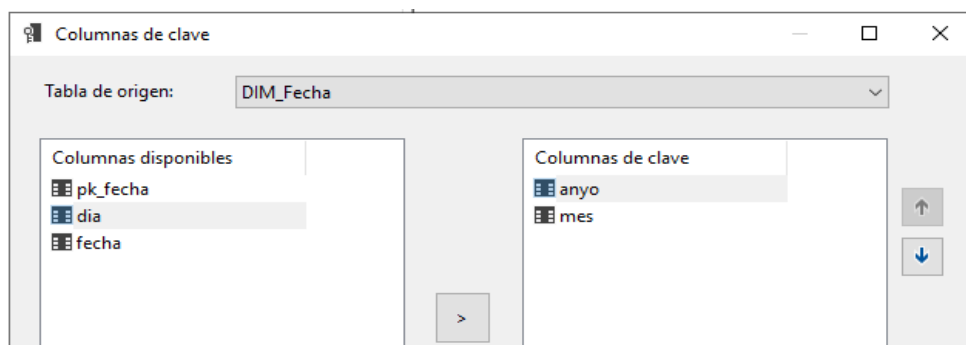 Columnas de clave
Tabla de origen: DIM_Fecha
Columnas disponibles
pk_fecha
dia
fecha
>
Columnas de clave
anyo
mes